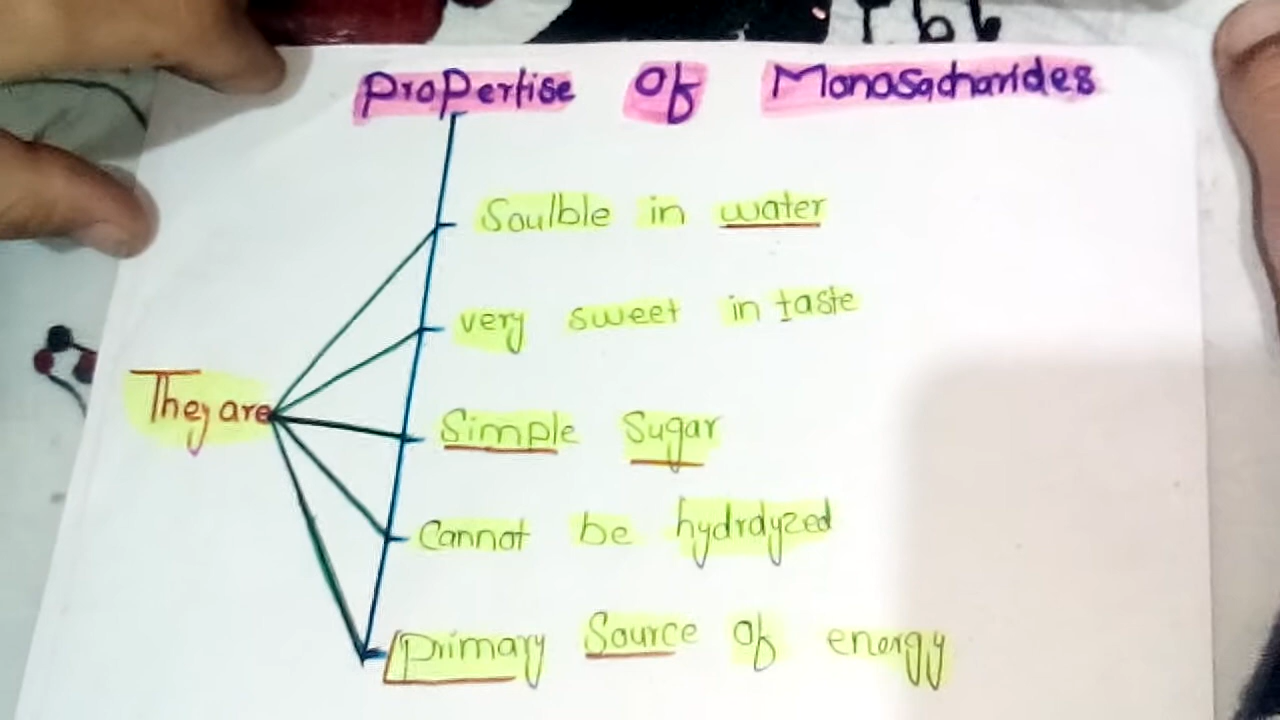 Propertise Of Monosacharides
Soulble in water
very sweet in taste
They are
Simple Sugar
Cannot be hydrdyzed
Primary Source of energy